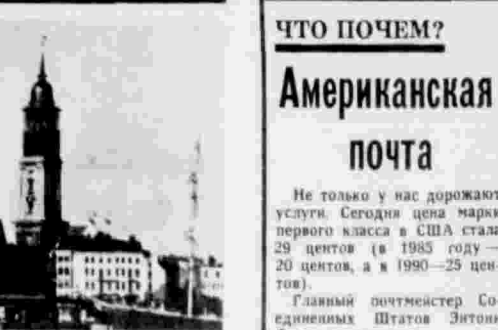 ЧТО ПОЧЕМ?
Американская
почта
Не только у нас дорожают
услуги. Сегодня цена марки
первого класса в США стала
29 центов (в 1985 году —
20 центов, а в 1990—25 цен-
тов).
Главный почтмейстер Со-
единенных Штатов Энтони